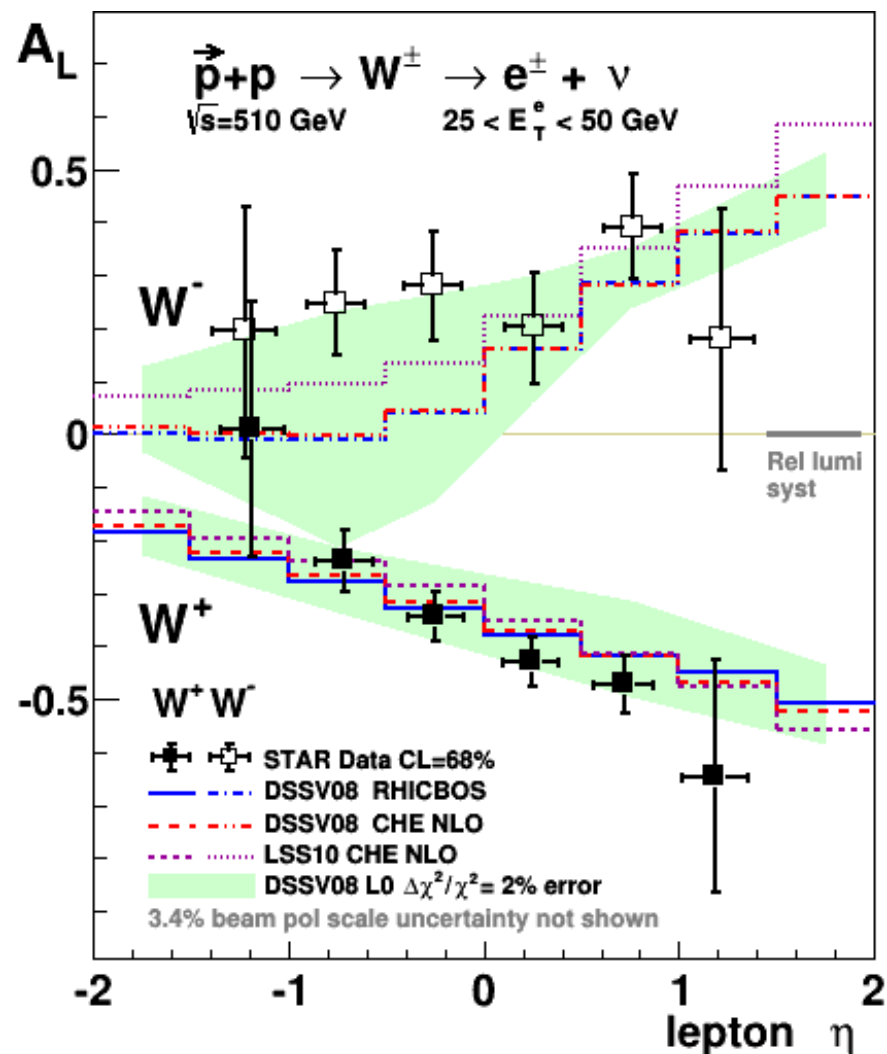 A_L
p⃗+p → W^± → e^± + ν
√s=510 GeV 25 < E_T^e < 50 GeV
0.5
W^-
0
Rel lumi
syst
W^+
-0.5
W^+ W^-
STAR Data CL=68%
DSSV08 RHICBOS
DSSV08 CHE NLO
LSS10 CHE NLO
DSSV08 L0 Δχ²/χ²= 2% error
3.4% beam pol scale uncertainty not shown
-2 -1 0 1 2
lepton η